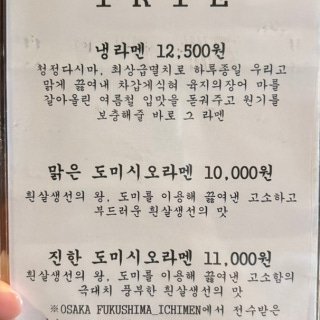 냉라멘 12,500원
청정다시마, 최상급멸치로 하루종일 우리고
맑게 끓여내 차갑게식혀 육지의장어 마를
갈아올린 여름철 입맛을 돋궈주고 원기를
보충해줄 바로 그 라멘
맑은 도미시오라멘 10,000원
흰살생선의 왕, 도미를 이용해 끓여낸 고소하고
부드러운 흰살생선의 맛
진한 도미시오라멘 11,000원
흰살생선의 왕, 도미를 이용해 끓여낸 고소함의
극대치 풍부한 흰살생선의 맛
※OSAKA FUKUSHIMA_ICHIMEN에서 전수받은